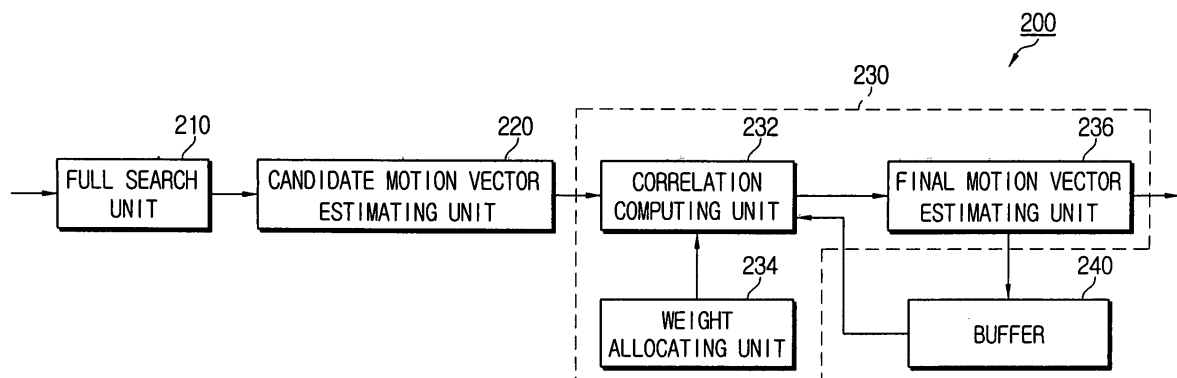 200
230
210
220
232
236
FULL SEARCH
UNIT
CANDIDATE MOTION VECTOR
ESTIMATING UNIT
CORRELATION
COMPUTING UNIT
FINAL MOTION VECTOR
ESTIMATING UNIT
234
240
WEIGHT
ALLOCATING UNIT
BUFFER